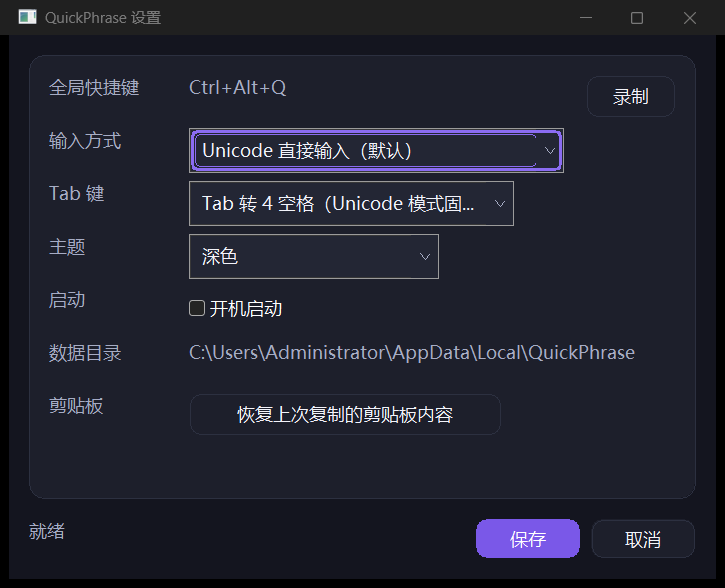 QuickPhrase 设置
全局快捷键 Ctrl+Alt+Q 录制
输入方式 Unicode 直接输入（默认）
Tab 键 Tab 转 4 空格（Unicode 模式固...
主题 深色
启动 开机启动
数据目录 C:\Users\Administrator\AppData\Local\QuickPhrase
剪贴板 恢复上次复制的剪贴板内容
就绪 保存 取消